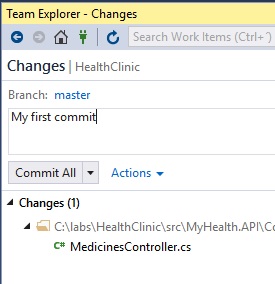 Team Explorer - Changes
Search Work Items (Ctrl+')
Changes | HealthClinic
Branch: master
My first commit
Commit All Actions
Changes (1)
C:\labs\HealthClinic\src\MyHealth.API\Co
C# MedicinesController.cs